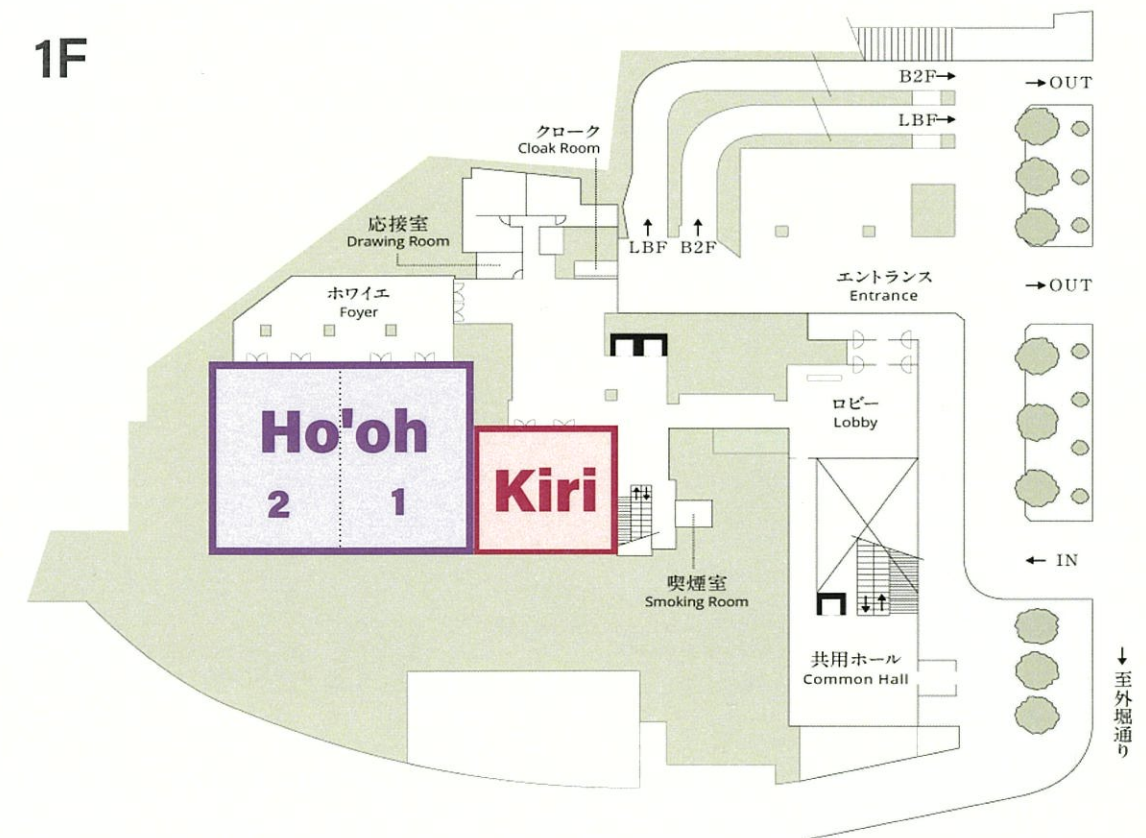 1F
B2F→
→OUT
LBF→
クローク
Cloak Room
応接室
Drawing Room
↑ ↑
LBF B2F
エントランス
Entrance
→OUT
ホワイエ
Foyer
ロビー
Lobby
Ho'oh
2 1
Kiri
← IN
喫煙室
Smoking Room
共用ホール
Common Hall
↓至外堀通り